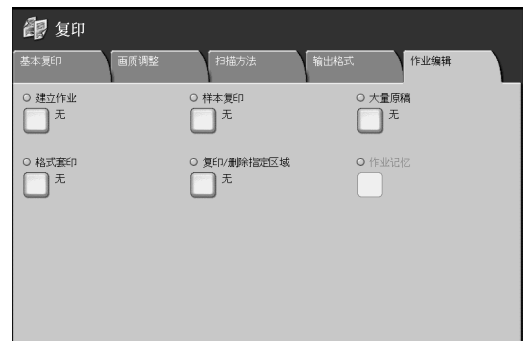 复印
基本复印 画质调整 扫描方法 输出格式 作业编辑
建立作业 样本复印 大量原稿
无 无 无
格式套印 复印/删除指定区域 作业记忆
无 无